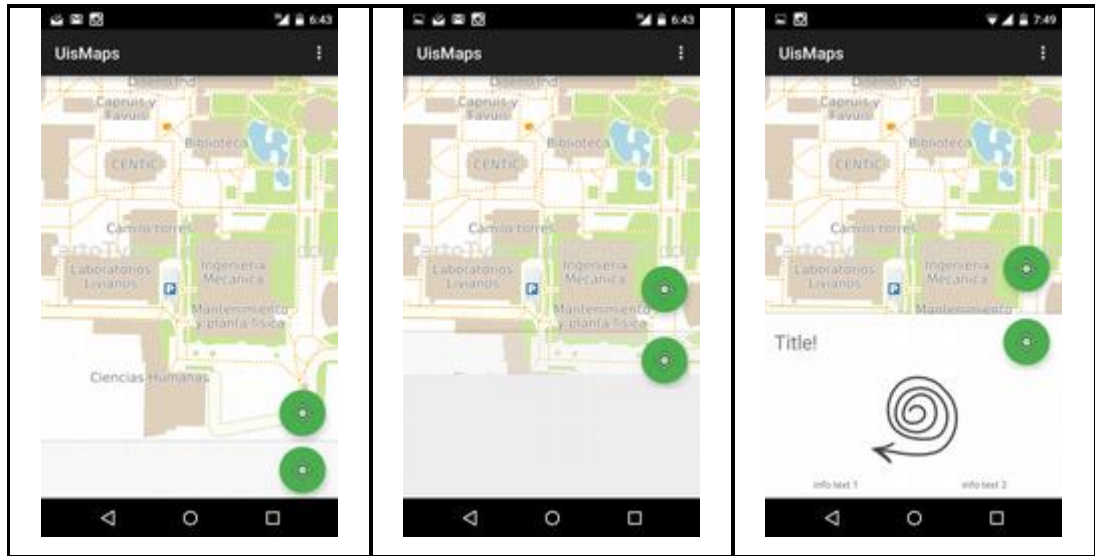 6:43
UisMaps
Capruis y
Favuis
Biblioteca
CENTIC
Camilo torres
Laboratorios
Livianos
Ingenieria
Mecanica
P
Mantenimiento
y planta fisica
Ciencias Humanas
6:43
UisMaps
Capruis y
Favuis
Biblioteca
CENTIC
Camilo torres
Laboratorios
Livianos
Ingenieria
Mecanica
P
Mantenimiento
y planta fisica
7:49
UisMaps
Capruis y
Favuis
Biblioteca
CENTIC
Camilo torres
Laboratorios
Livianos
Ingenieria
Mecanica
P
Mantenimiento
Title!
info text 1
info text 2